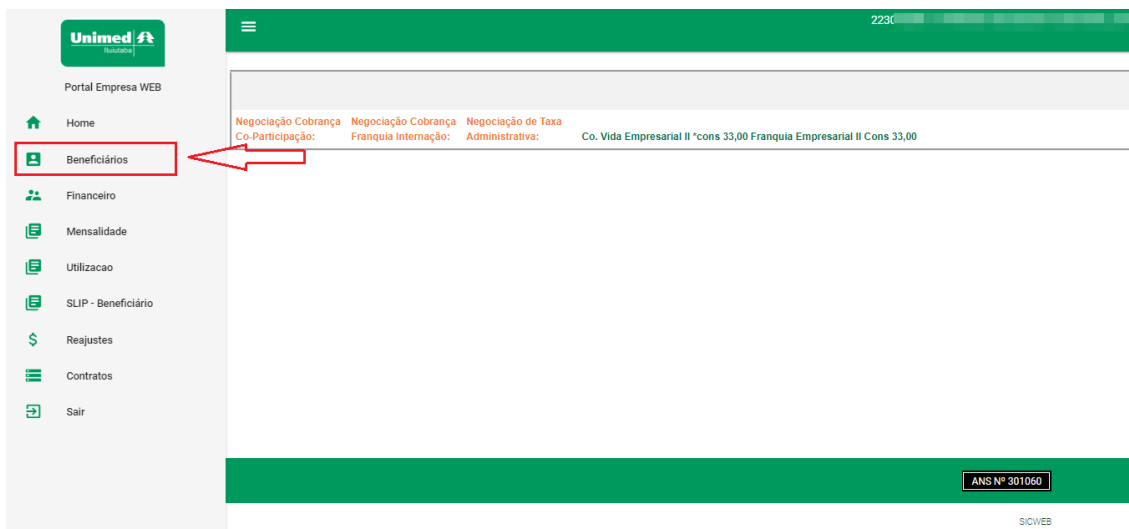 Unimed
Ituiutaba
Portal Empresa WEB
Home
Beneficiários
Financeiro
Mensalidade
Utilizacao
SLIP - Beneficiário
Reajustes
Contratos
Sair
2230
Negociação Cobrança Negociação Cobrança Negociação de Taxa
Co-Participação: Franquia Internação: Administrativa: Co. Vida Empresarial II *cons 33,00 Franquia Empresarial II Cons 33,00
ANS Nº 301060
SICWEB